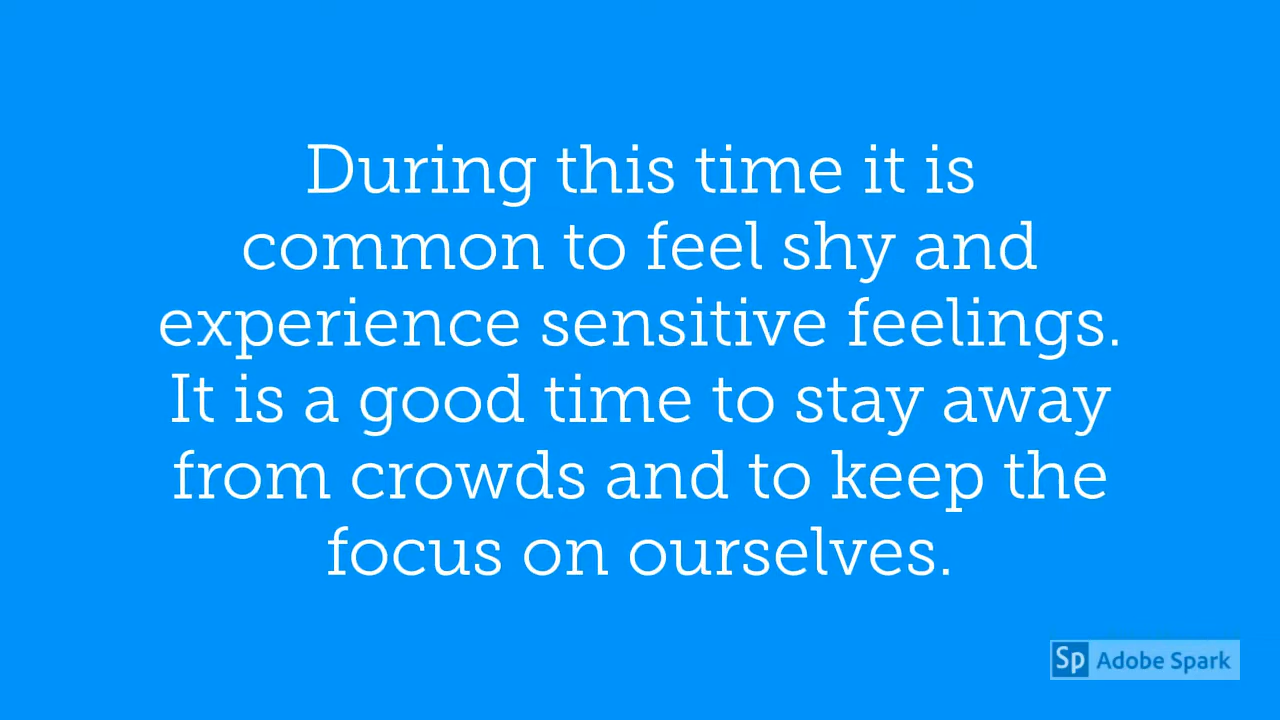 During this time it is
common to feel shy and
experience sensitive feelings.
It is a good time to stay away
from crowds and to keep the
focus on ourselves.
Sp Adobe Spark